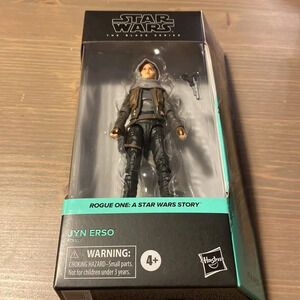 STAR
WARS
THE BLACK SERIES
ROGUE ONE: A STAR WARS STORY
JYN ERSO
WARNING:
CHOKING HAZARD-Small parts.
Not for children under 3 years.
4+
Hasbro